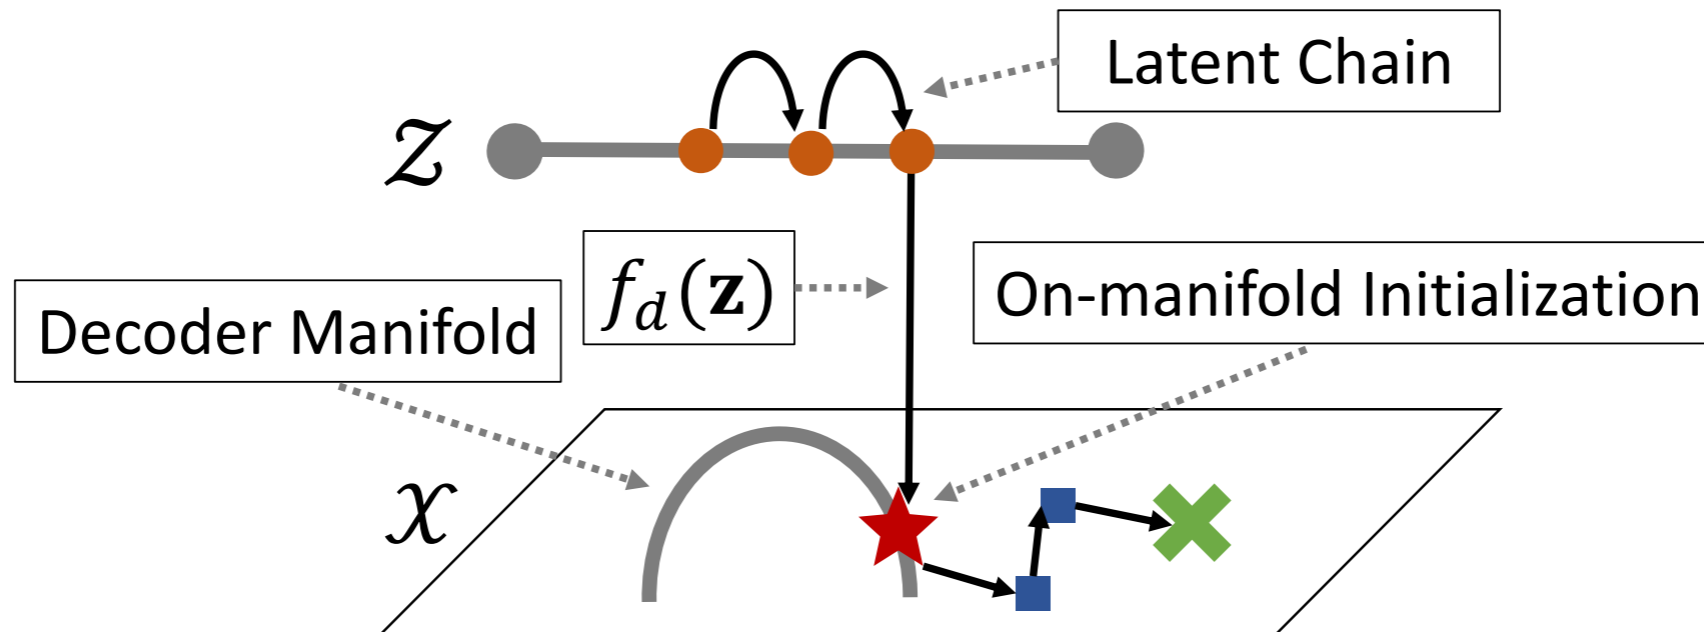 Latent Chain
𝒵
f_d(𝐳)
On-manifold Initialization
Decoder Manifold
𝒳